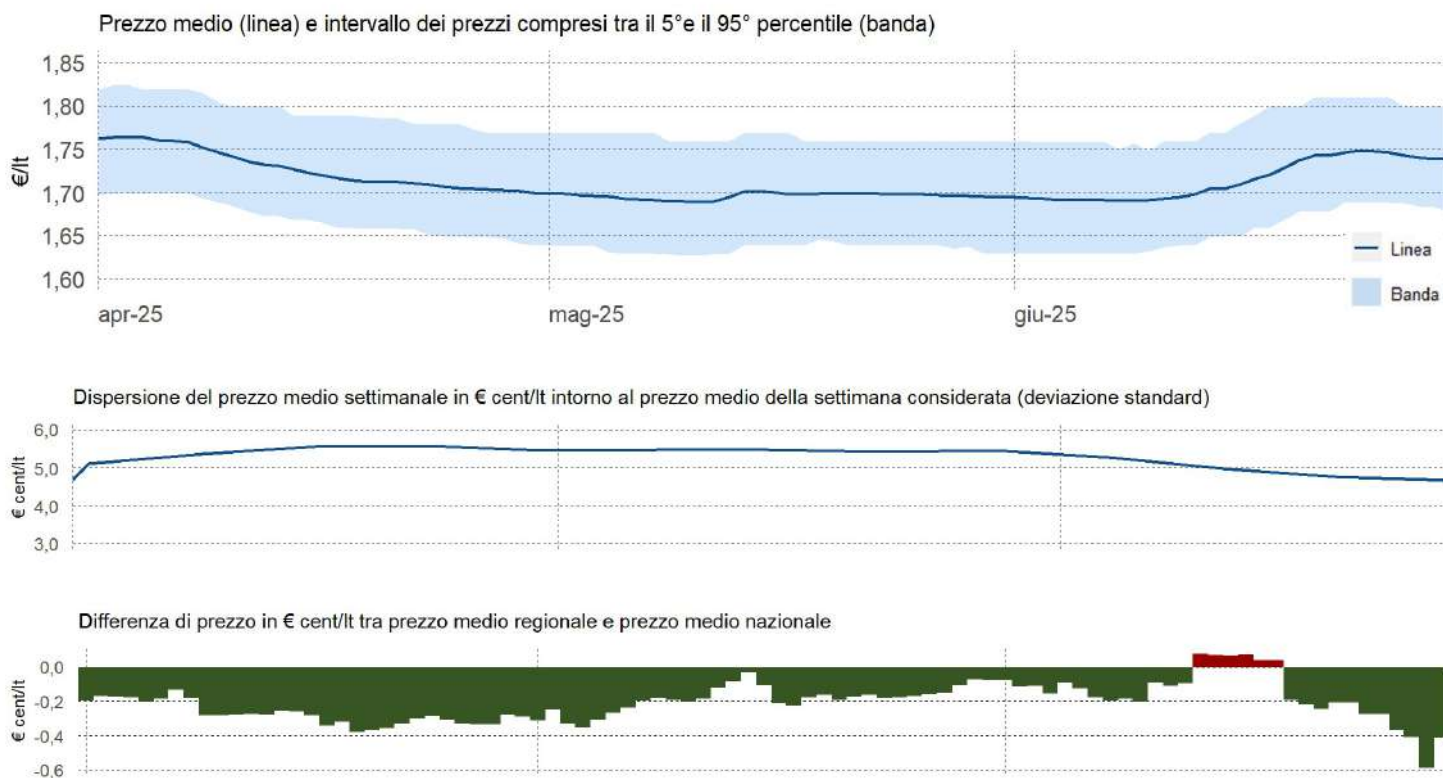 Prezzo medio (linea) e intervallo dei prezzi compresi tra il 5°e il 95° percentile (banda)
€/lt
1,85
1,80
1,75
1,70
1,65
1,60
Linea
Banda
apr-25 mag-25 giu-25
Dispersione del prezzo medio settimanale in € cent/lt intorno al prezzo medio della settimana considerata (deviazione standard)
€ cent/lt
6,0
5,0
4,0
3,0
Differenza di prezzo in € cent/lt tra prezzo medio regionale e prezzo medio nazionale
€ cent/lt
0,0
-0,2
-0,4
-0,6